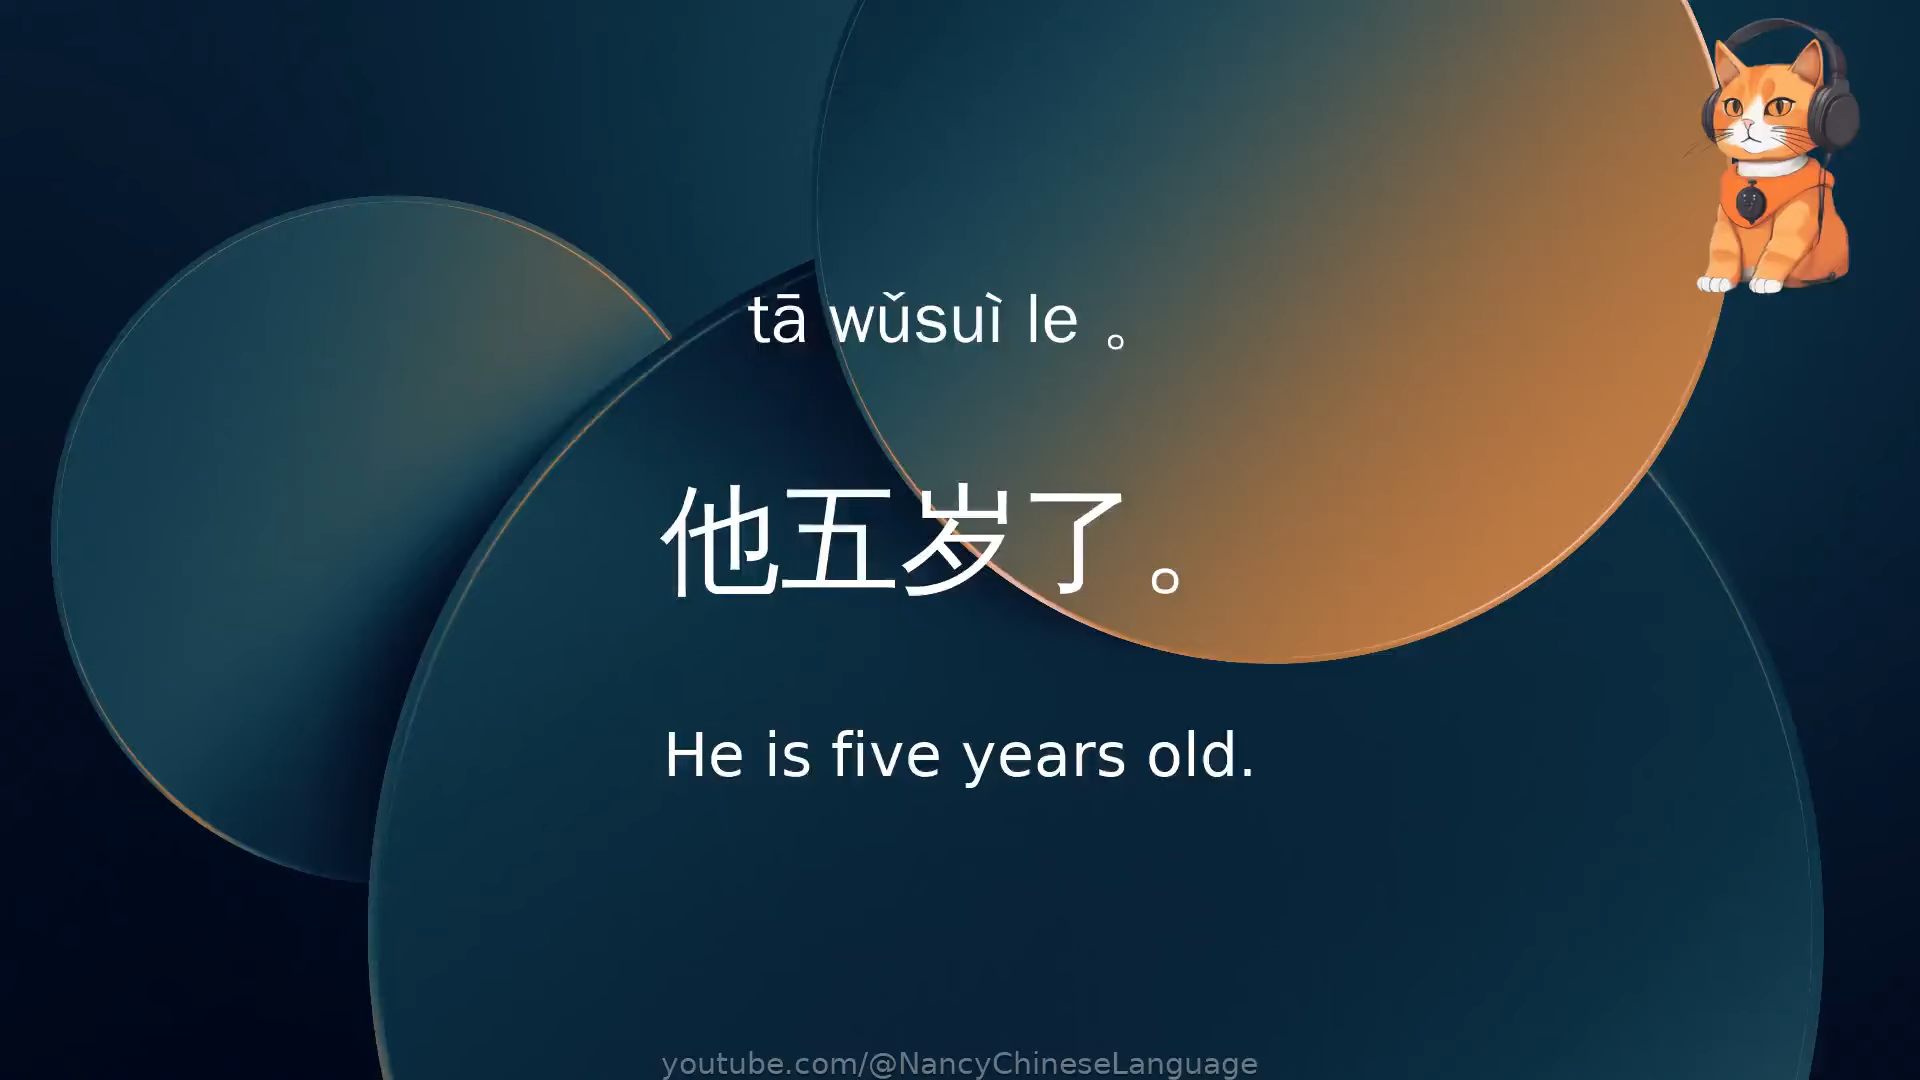 tā wǔsuì le 。
他五岁了。
He is five years old.
youtube.com/@NancyChineseLanguage